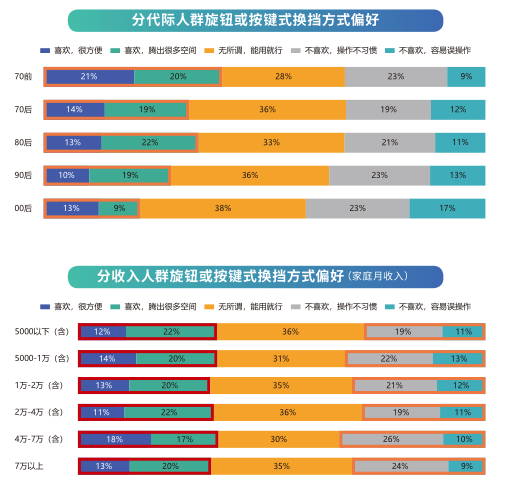 分代际人群旋钮或按键式换挡方式偏好
喜欢，很方便 喜欢，腾出很多空间 无所谓，能用就行 不喜欢，操作不习惯 不喜欢，容易误操作
70前 21% 20% 28% 23% 9%
70后 14% 19% 36% 19% 12%
80后 13% 22% 33% 21% 11%
90后 10% 19% 36% 23% 13%
00后 13% 9% 38% 23% 17%
分收入人群旋钮或按键式换挡方式偏好（家庭月收入）
喜欢，很方便 喜欢，腾出很多空间 无所谓，能用就行 不喜欢，操作不习惯 不喜欢，容易误操作
5000以下（含） 12% 22% 36% 19% 11%
5000-1万（含） 14% 20% 31% 22% 13%
1万-2万（含） 13% 20% 35% 21% 12%
2万-4万（含） 11% 22% 36% 19% 11%
4万-7万（含） 18% 17% 30% 26% 10%
7万以上 13% 20% 35% 24% 9%